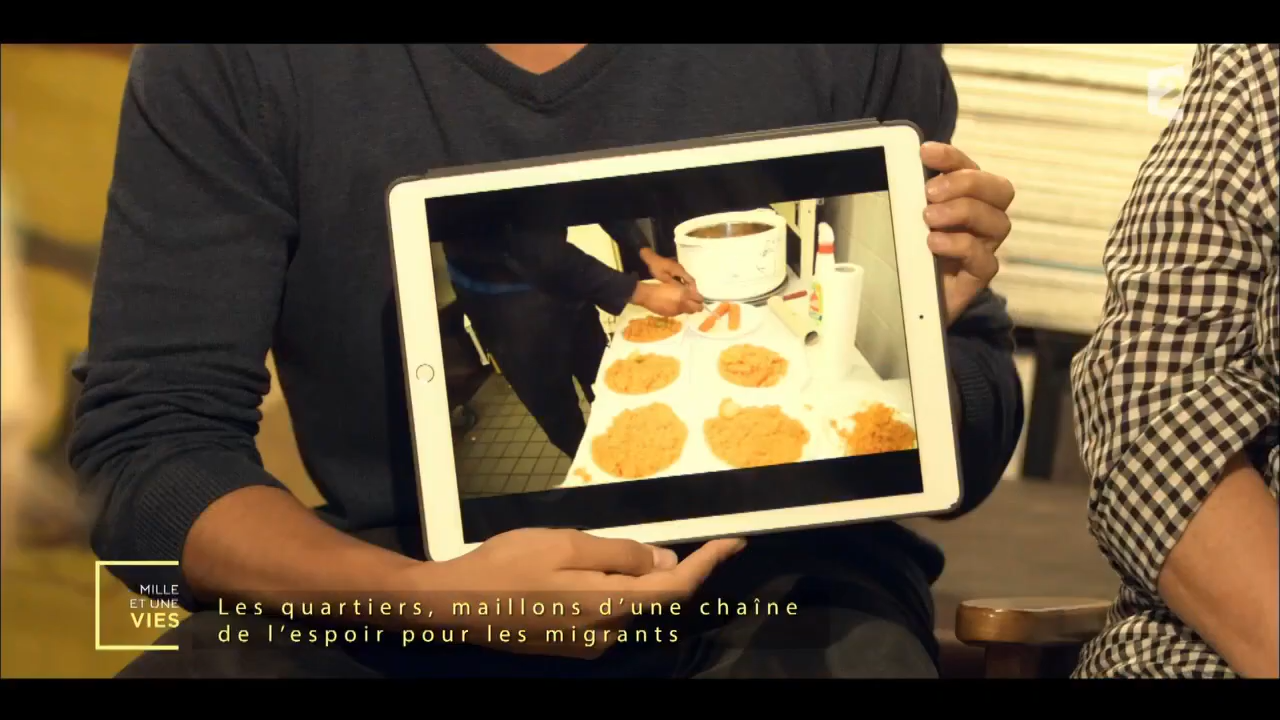 MILLE
ET UNE
VIES
Les quartiers, maillons d’une chaîne
de l’espoir pour les migrants